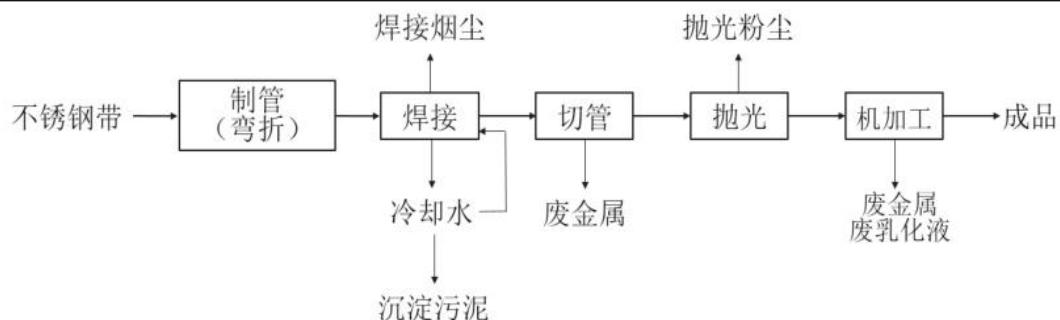 焊接烟尘
抛光粉尘
不锈钢带
制管
（弯折）
焊接
切管
抛光
机加工
成品
冷却水
废金属
废金属
废乳化液
沉淀污泥